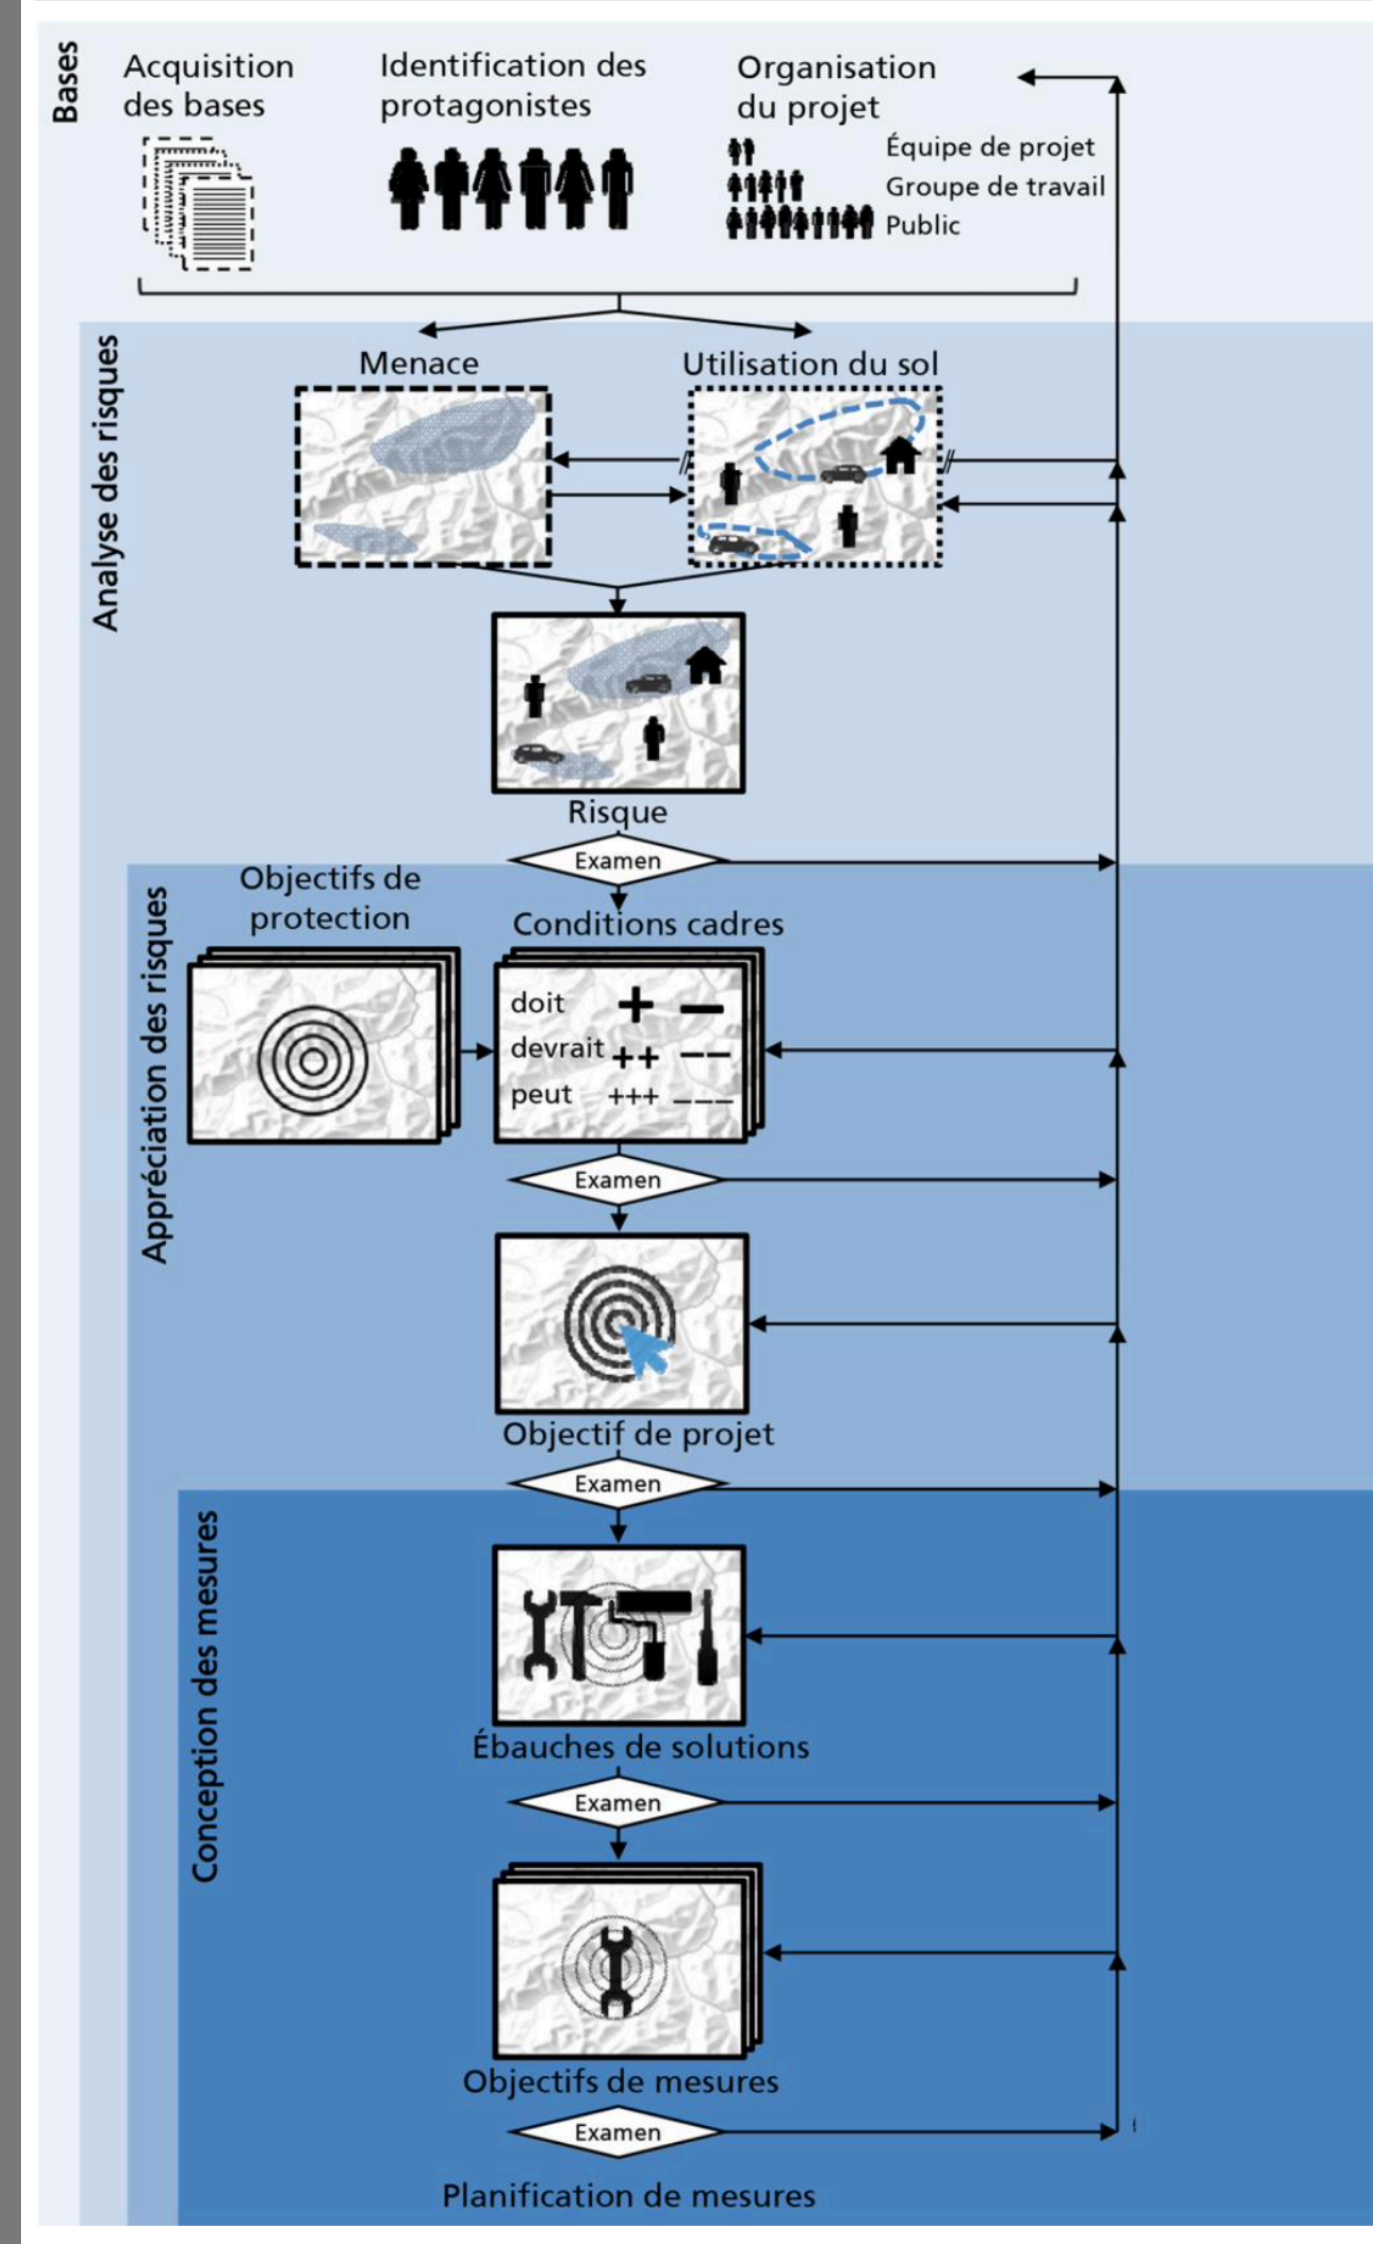 Bases
Acquisition
des bases
Identification des
protagonistes
Organisation
du projet
Équipe de projet
Groupe de travail
Public
Analyse des risques
Menace
Utilisation du sol
Risque
Examen
Appréciation des risques
Objectifs de
protection
Conditions cadres
doit + –
devrait ++ ––
peut +++ –––
Examen
Objectif de projet
Examen
Conception des mesures
Ébauches de solutions
Examen
Objectifs de mesures
Examen
Planification de mesures